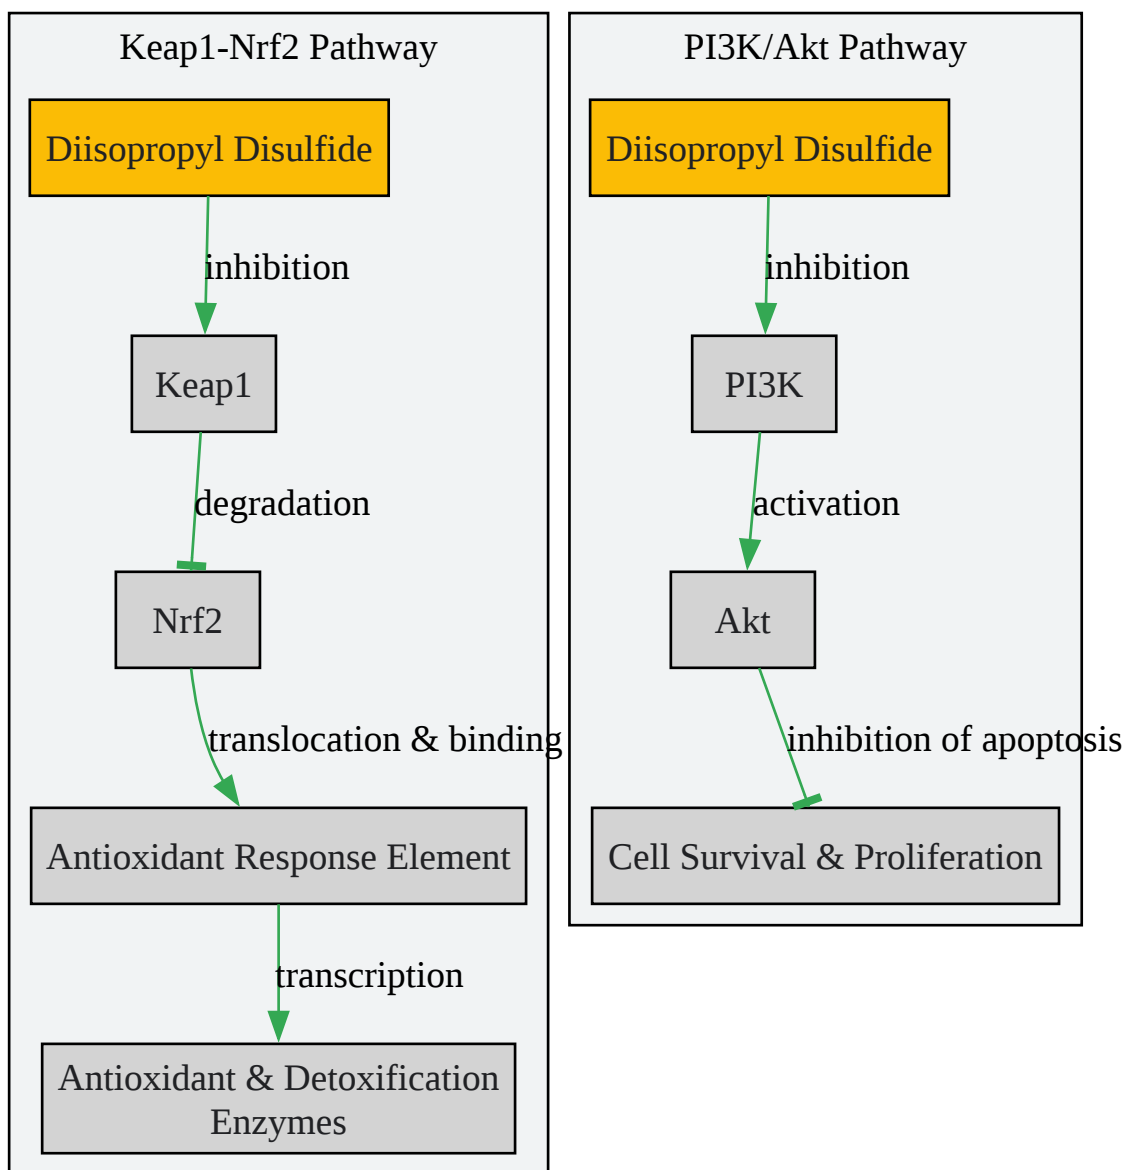 Keap1-Nrf2 Pathway
Diisopropyl Disulfide
inhibition
Keap1
degradation
Nrf2
translocation & binding
Antioxidant Response Element
transcription
Antioxidant & Detoxification
Enzymes
PI3K/Akt Pathway
Diisopropyl Disulfide
inhibition
PI3K
activation
Akt
inhibition of apoptosis
Cell Survival & Proliferation